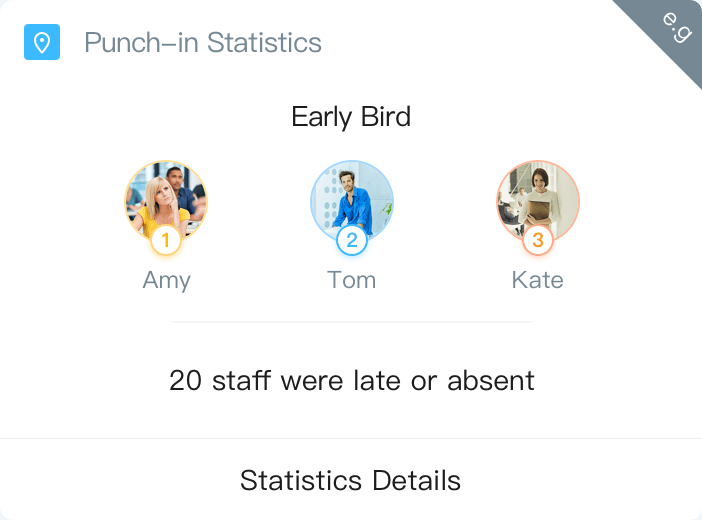 Punch-in Statistics
e.g
Early Bird
1
2
3
Amy
Tom
Kate
20 staff were late or absent
Statistics Details